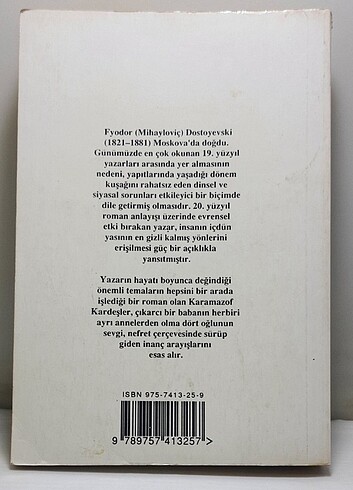 Fyodor (Mihayloviç) Dostoyevski
(1821–1881) Moskova'da doğdu.
Günümüzde en çok okunan 19. yüzyıl
yazarları arasında yer almasının
nedeni, yapıtlarında yaşadığı dönem
kuşağını rahatsız eden dinsel ve
siyasal sorunları etkileyici bir biçimde
dile getirmiş olmasıdır. 20. yüzyıl
roman anlayışı üzerinde evrensel
etki bırakan yazar, insanın içdün
yasının en gizli kalmış yönlerini
erişilmesi güç bir açıklıkla
yansıtmıştır.
Yazarın hayatı boyunca değindiği
önemli temaların hepsini bir arada
işlediği bir roman olan Karamazof
Kardeşler, çıkarcı bir babanın herbiri
ayrı annelerden olma dört oğlunun
sevgi, nefret çerçevesinde sürüp
giden inanç arayışlarını
esas alır.
ISBN 975-7413-25-9
9 789757 413257 >